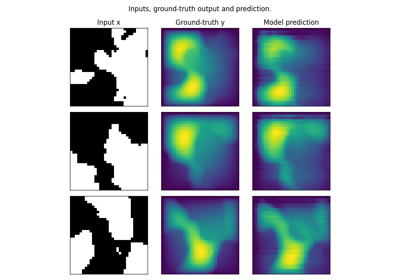 Inputs, ground-truth output and prediction.
Input x
Ground-truth y
Model prediction